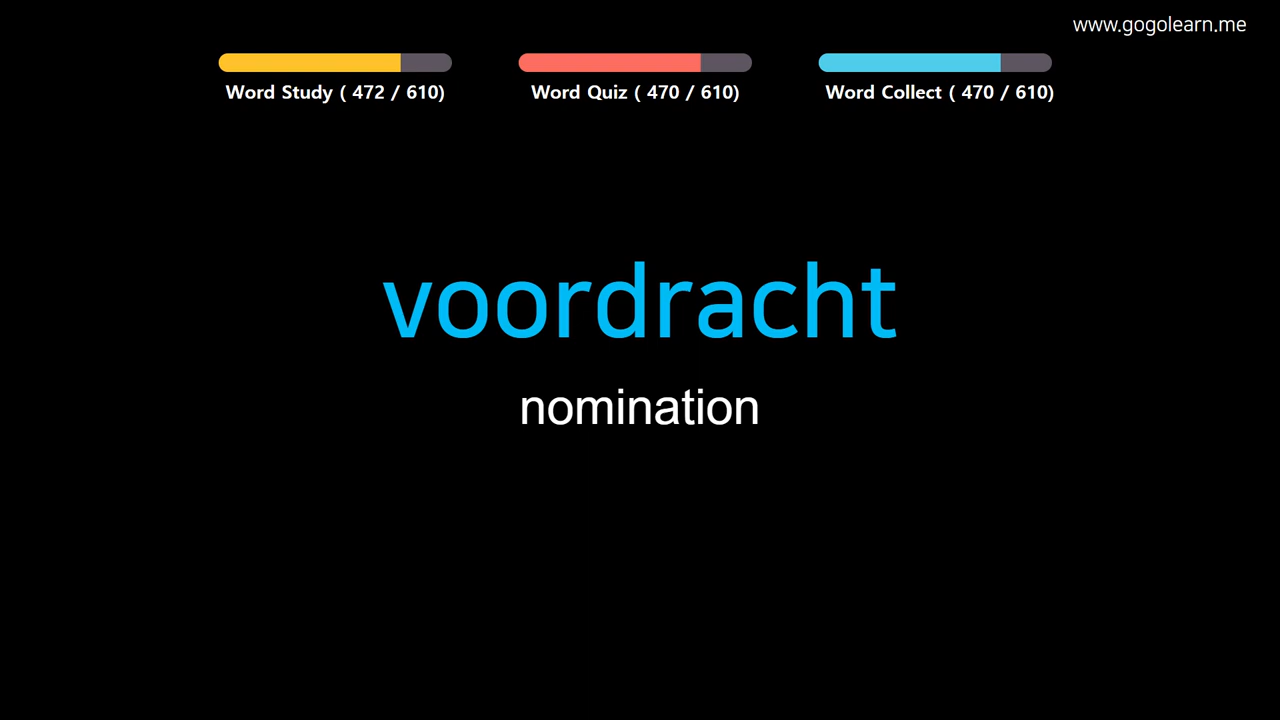 www.gogolearn.me
Word Study ( 472 / 610)
Word Quiz ( 470 / 610)
Word Collect ( 470 / 610)
voordracht
nomination